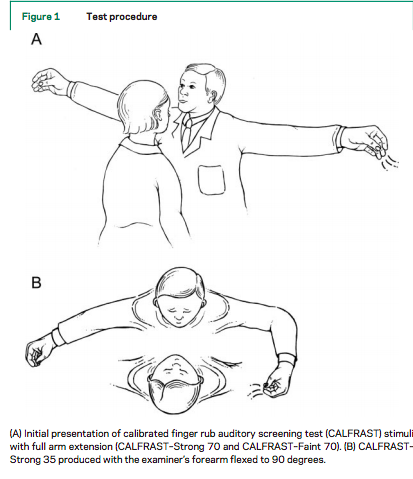 Figure 1 Test procedure
A
B
(A) Initial presentation of calibrated finger rub auditory screening test (CALFRAST) stimuli
with full arm extension (CALFRAST-Strong 70 and CALFRAST-Faint 70). (B) CALFRAST-
Strong 35 produced with the examiner's forearm flexed to 90 degrees.